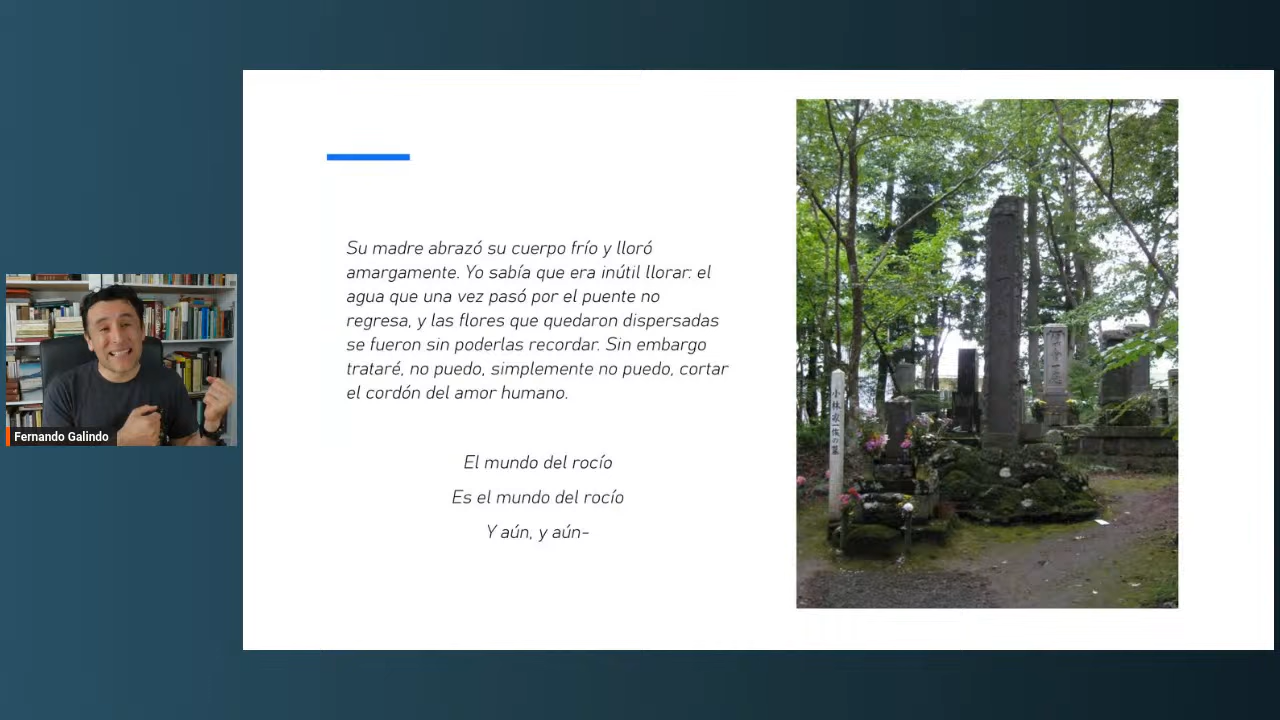 Su madre abrazó su cuerpo frío y lloró
amargamente. Yo sabía que era inútil llorar: el
agua que una vez pasó por el puente no
regresa, y las flores que quedaron dispersadas
se fueron sin poderlas recordar. Sin embargo
trataré, no puedo, simplemente no puedo, cortar
el cordón del amor humano.
El mundo del rocío
Es el mundo del rocío
Y aún, y aún-
Fernando Galindo